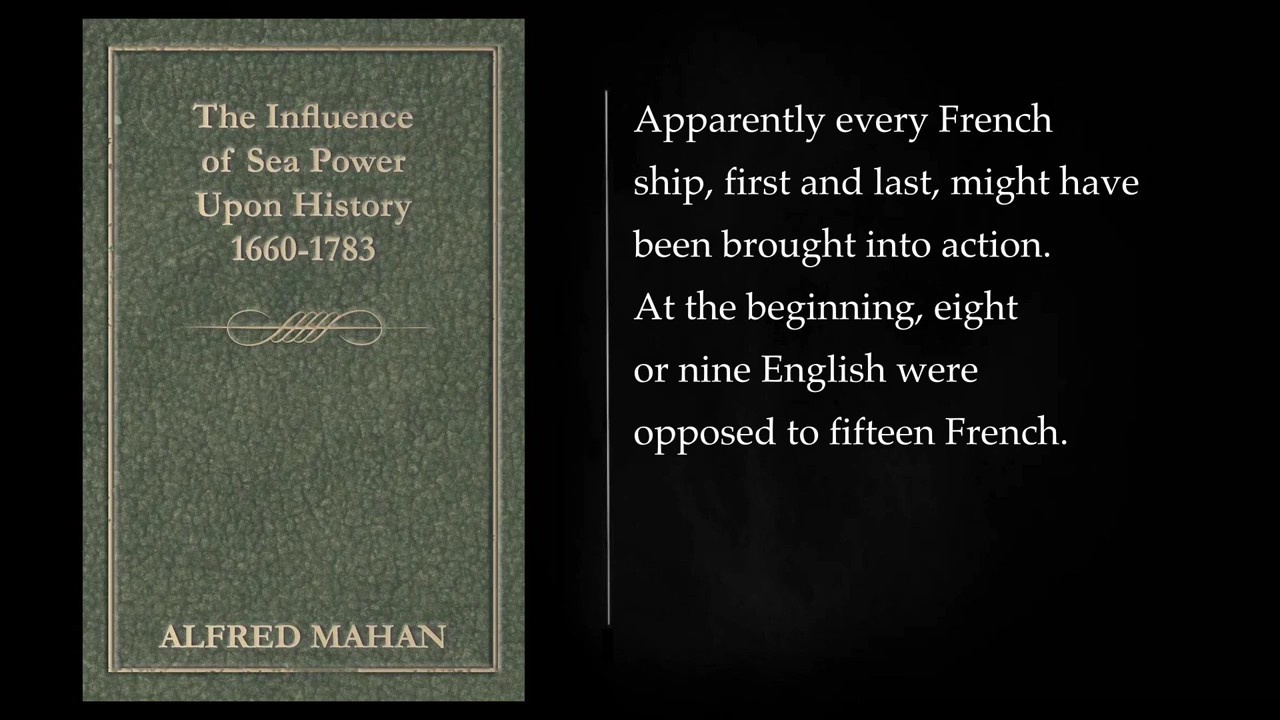 The Influence
of Sea Power
Upon History
1660-1783
ALFRED MAHAN
Apparently every French
ship, first and last, might have
been brought into action.
At the beginning, eight
or nine English were
opposed to fifteen French.